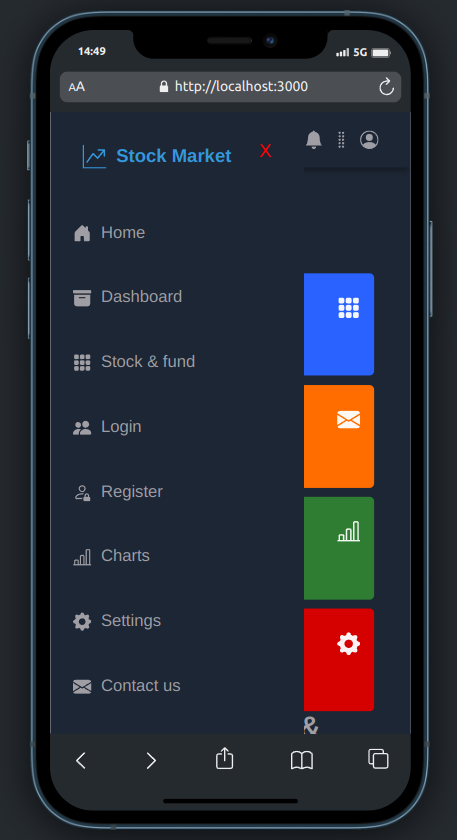 14:49
5G
AA
http://localhost:3000
Stock Market
X
Home
Dashboard
Stock & fund
Login
Register
Charts
Settings
Contact us
&